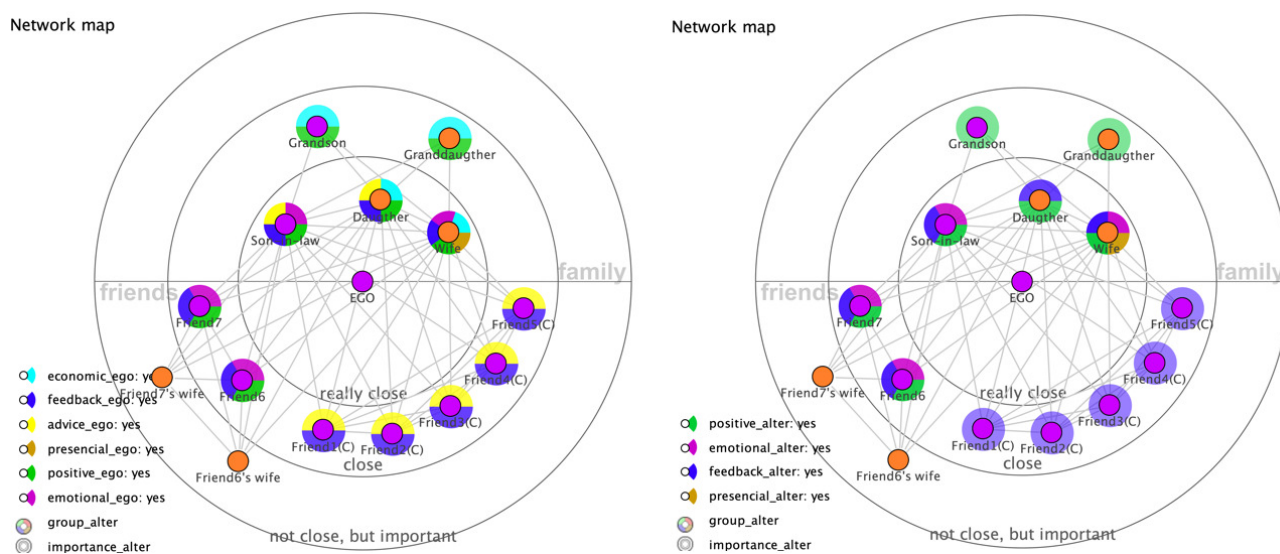 Network map
Grandson
Granddaugther
Daugther
Son-in-law
Wife
family
friends
EGO
Friend7
Friend5(C)
Friend4(C)
Friend7's wife
Friend6
really close
Friend3(C)
Friend1(C)
Friend2(C)
close
Friend6's wife
not close, but important
economic_ego: yes
feedback_ego: yes
advice_ego: yes
presencial_ego: yes
positive_ego: yes
emotional_ego: yes
group_alter
importance_alter
Network map
Grandson
Granddaugther
Daugther
Son-in-law
Wife
family
friends
EGO
Friend7
Friend5(C)
Friend4(C)
Friend7's wife
Friend6
really close
Friend3(C)
Friend1(C)
Friend2(C)
close
Friend6's wife
not close, but important
positive_alter: yes
emotional_alter: yes
feedback_alter: yes
presencial_alter: yes
group_alter
importance_alter